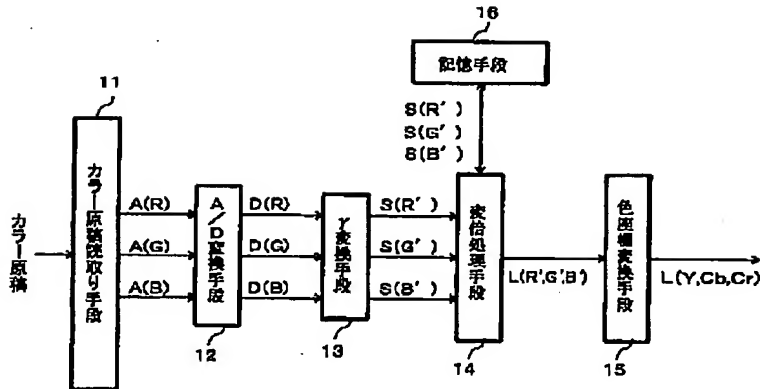 16
記憶手段
11
S(R′)
S(G′)
S(B′)
カラー原稿
カラー原稿読取り手段
A(R)
A(G)
A(B)
A/D変換手段
D(R)
D(G)
D(B)
γ変換手段
S(R′)
S(G′)
S(B′)
変倍処理手段
L(R′,G′,B′)
色座標変換手段
L(Y,Cb,Cr)
12
13
14
15